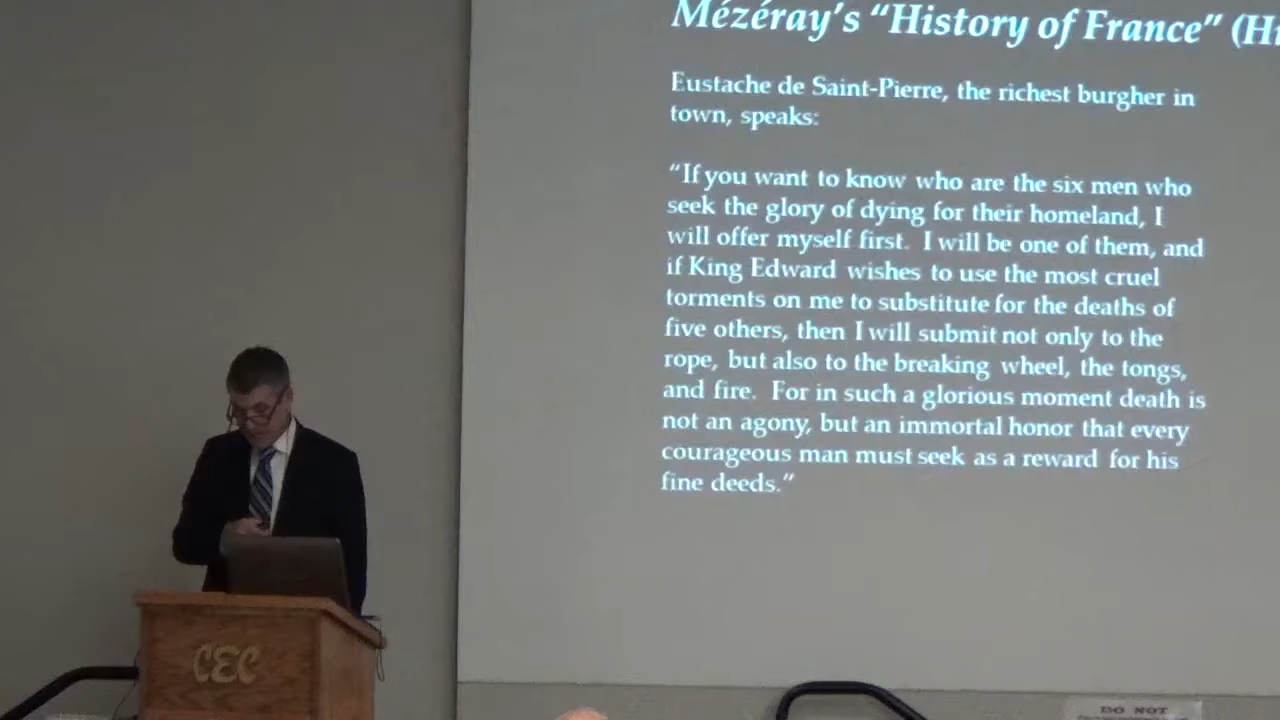 Mézéray's "History of France" (Hi
Eustache de Saint-Pierre, the richest burgher in
town, speaks:
"If you want to know who are the six men who
seek the glory of dying for their homeland, I
will offer myself first. I will be one of them, and
if King Edward wishes to use the most cruel
torments on me to substitute for the deaths of
five others, then I will submit not only to the
rope, but also to the breaking wheel, the tongs,
and fire. For in such a glorious moment death is
not an agony, but an immortal honor that every
courageous man must seek as a reward for his
fine deeds."
CEC
DO NOT